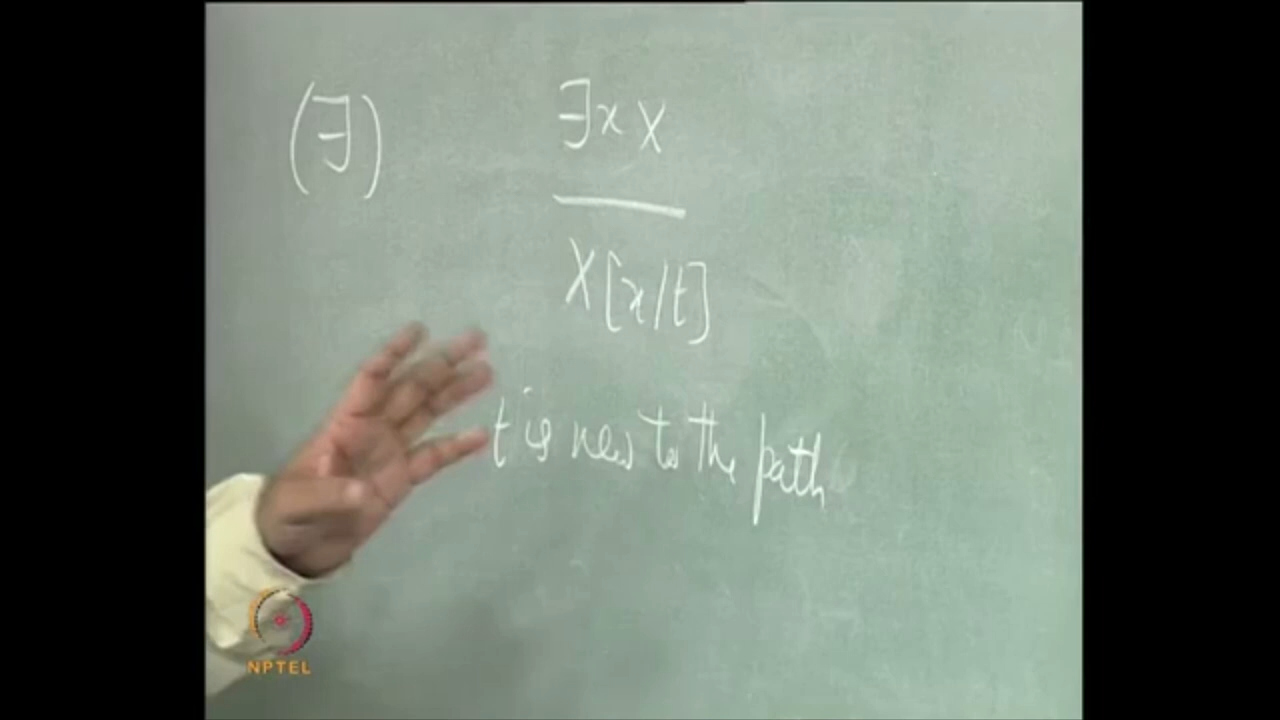 (∃) ∃x X
X[x/t]
t is new to the path
NPTEL